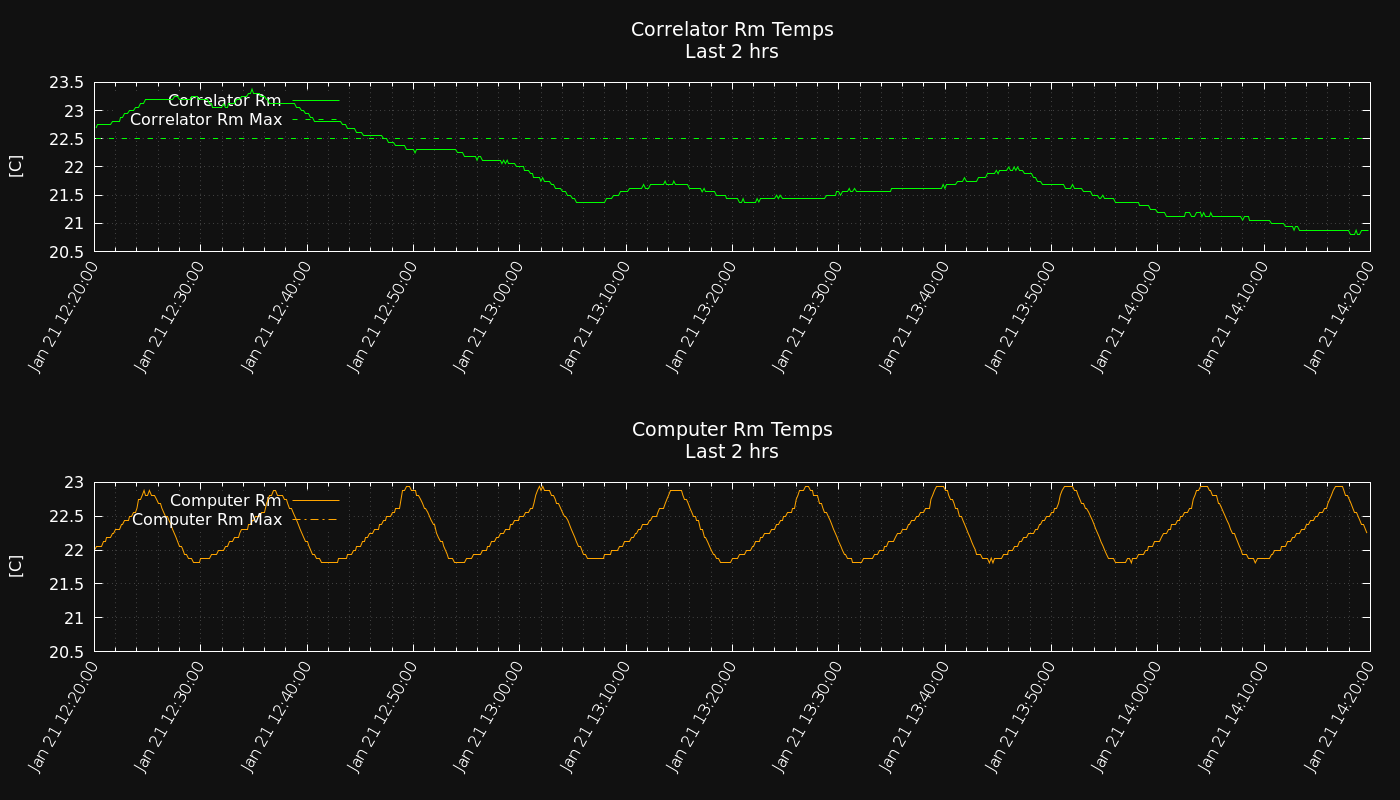 Correlator Rm Temps
Last 2 hrs
23.5
23
22.5
22
21.5
21
20.5
[C]
Correlator Rm
Correlator Rm Max
Jan 21 12:20:00
Jan 21 12:30:00
Jan 21 12:40:00
Jan 21 12:50:00
Jan 21 13:00:00
Jan 21 13:10:00
Jan 21 13:20:00
Jan 21 13:30:00
Jan 21 13:40:00
Jan 21 13:50:00
Jan 21 14:00:00
Jan 21 14:10:00
Jan 21 14:20:00
Computer Rm Temps
Last 2 hrs
23
22.5
22
21.5
21
20.5
[C]
Computer Rm
Computer Rm Max
Jan 21 12:20:00
Jan 21 12:30:00
Jan 21 12:40:00
Jan 21 12:50:00
Jan 21 13:00:00
Jan 21 13:10:00
Jan 21 13:20:00
Jan 21 13:30:00
Jan 21 13:40:00
Jan 21 13:50:00
Jan 21 14:00:00
Jan 21 14:10:00
Jan 21 14:20:00